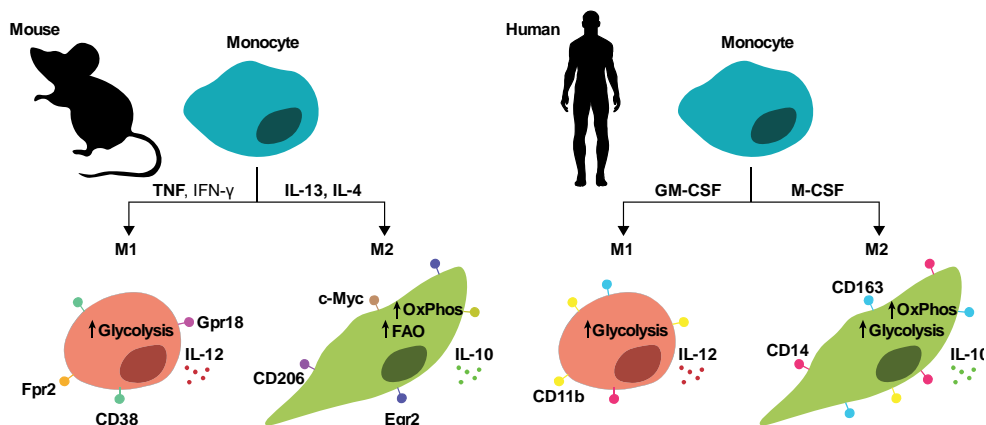 Mouse
Monocyte
TNF, IFN-γ
IL-13, IL-4
M1
M2
c-Myc
OxPhos
FAO
Glycolysis
Gpr18
IL-12
IL-10
Fpr2
CD206
CD38
Egr2
Human
Monocyte
GM-CSF
M-CSF
M1
M2
CD163
OxPhos
Glycolysis
Glycolysis
IL-12
CD14
IL-10
CD11b